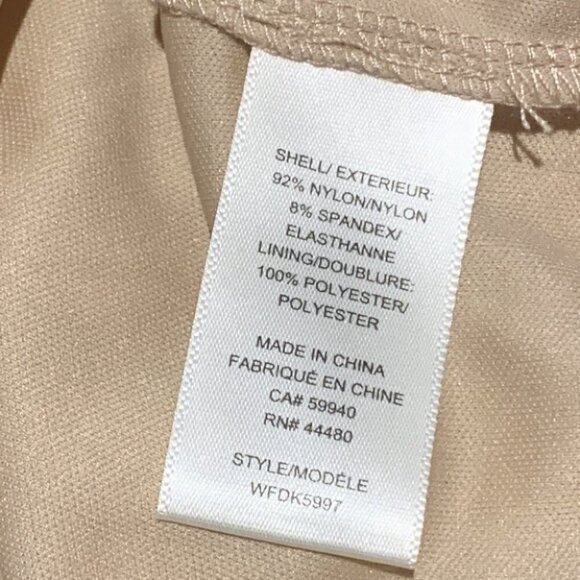 SHELL/ EXTERIEUR:
92% NYLON/NYLON
8% SPANDEX/
ELASTHANNE
LINING/DOUBLURE:
100% POLYESTER/
POLYESTER
MADE IN CHINA
FABRIQUÉ EN CHINE
CA# 59940
RN# 44480
STYLE/MODÉLE
WFDK5997